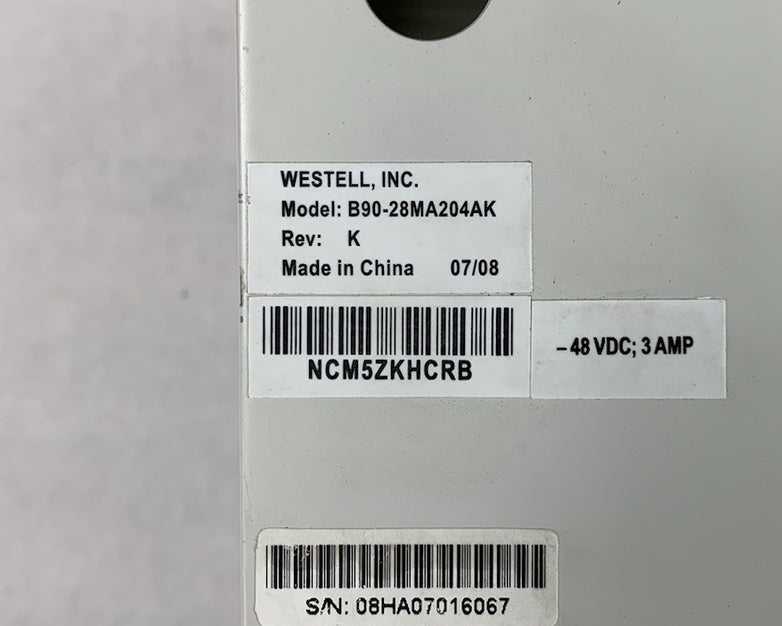 WESTELL, INC.
Model: B90-28MA204AK
Rev: K
Made in China 07/08
NCM5ZKHCRB
– 48 VDC; 3 AMP
S/N: 08HA07016067